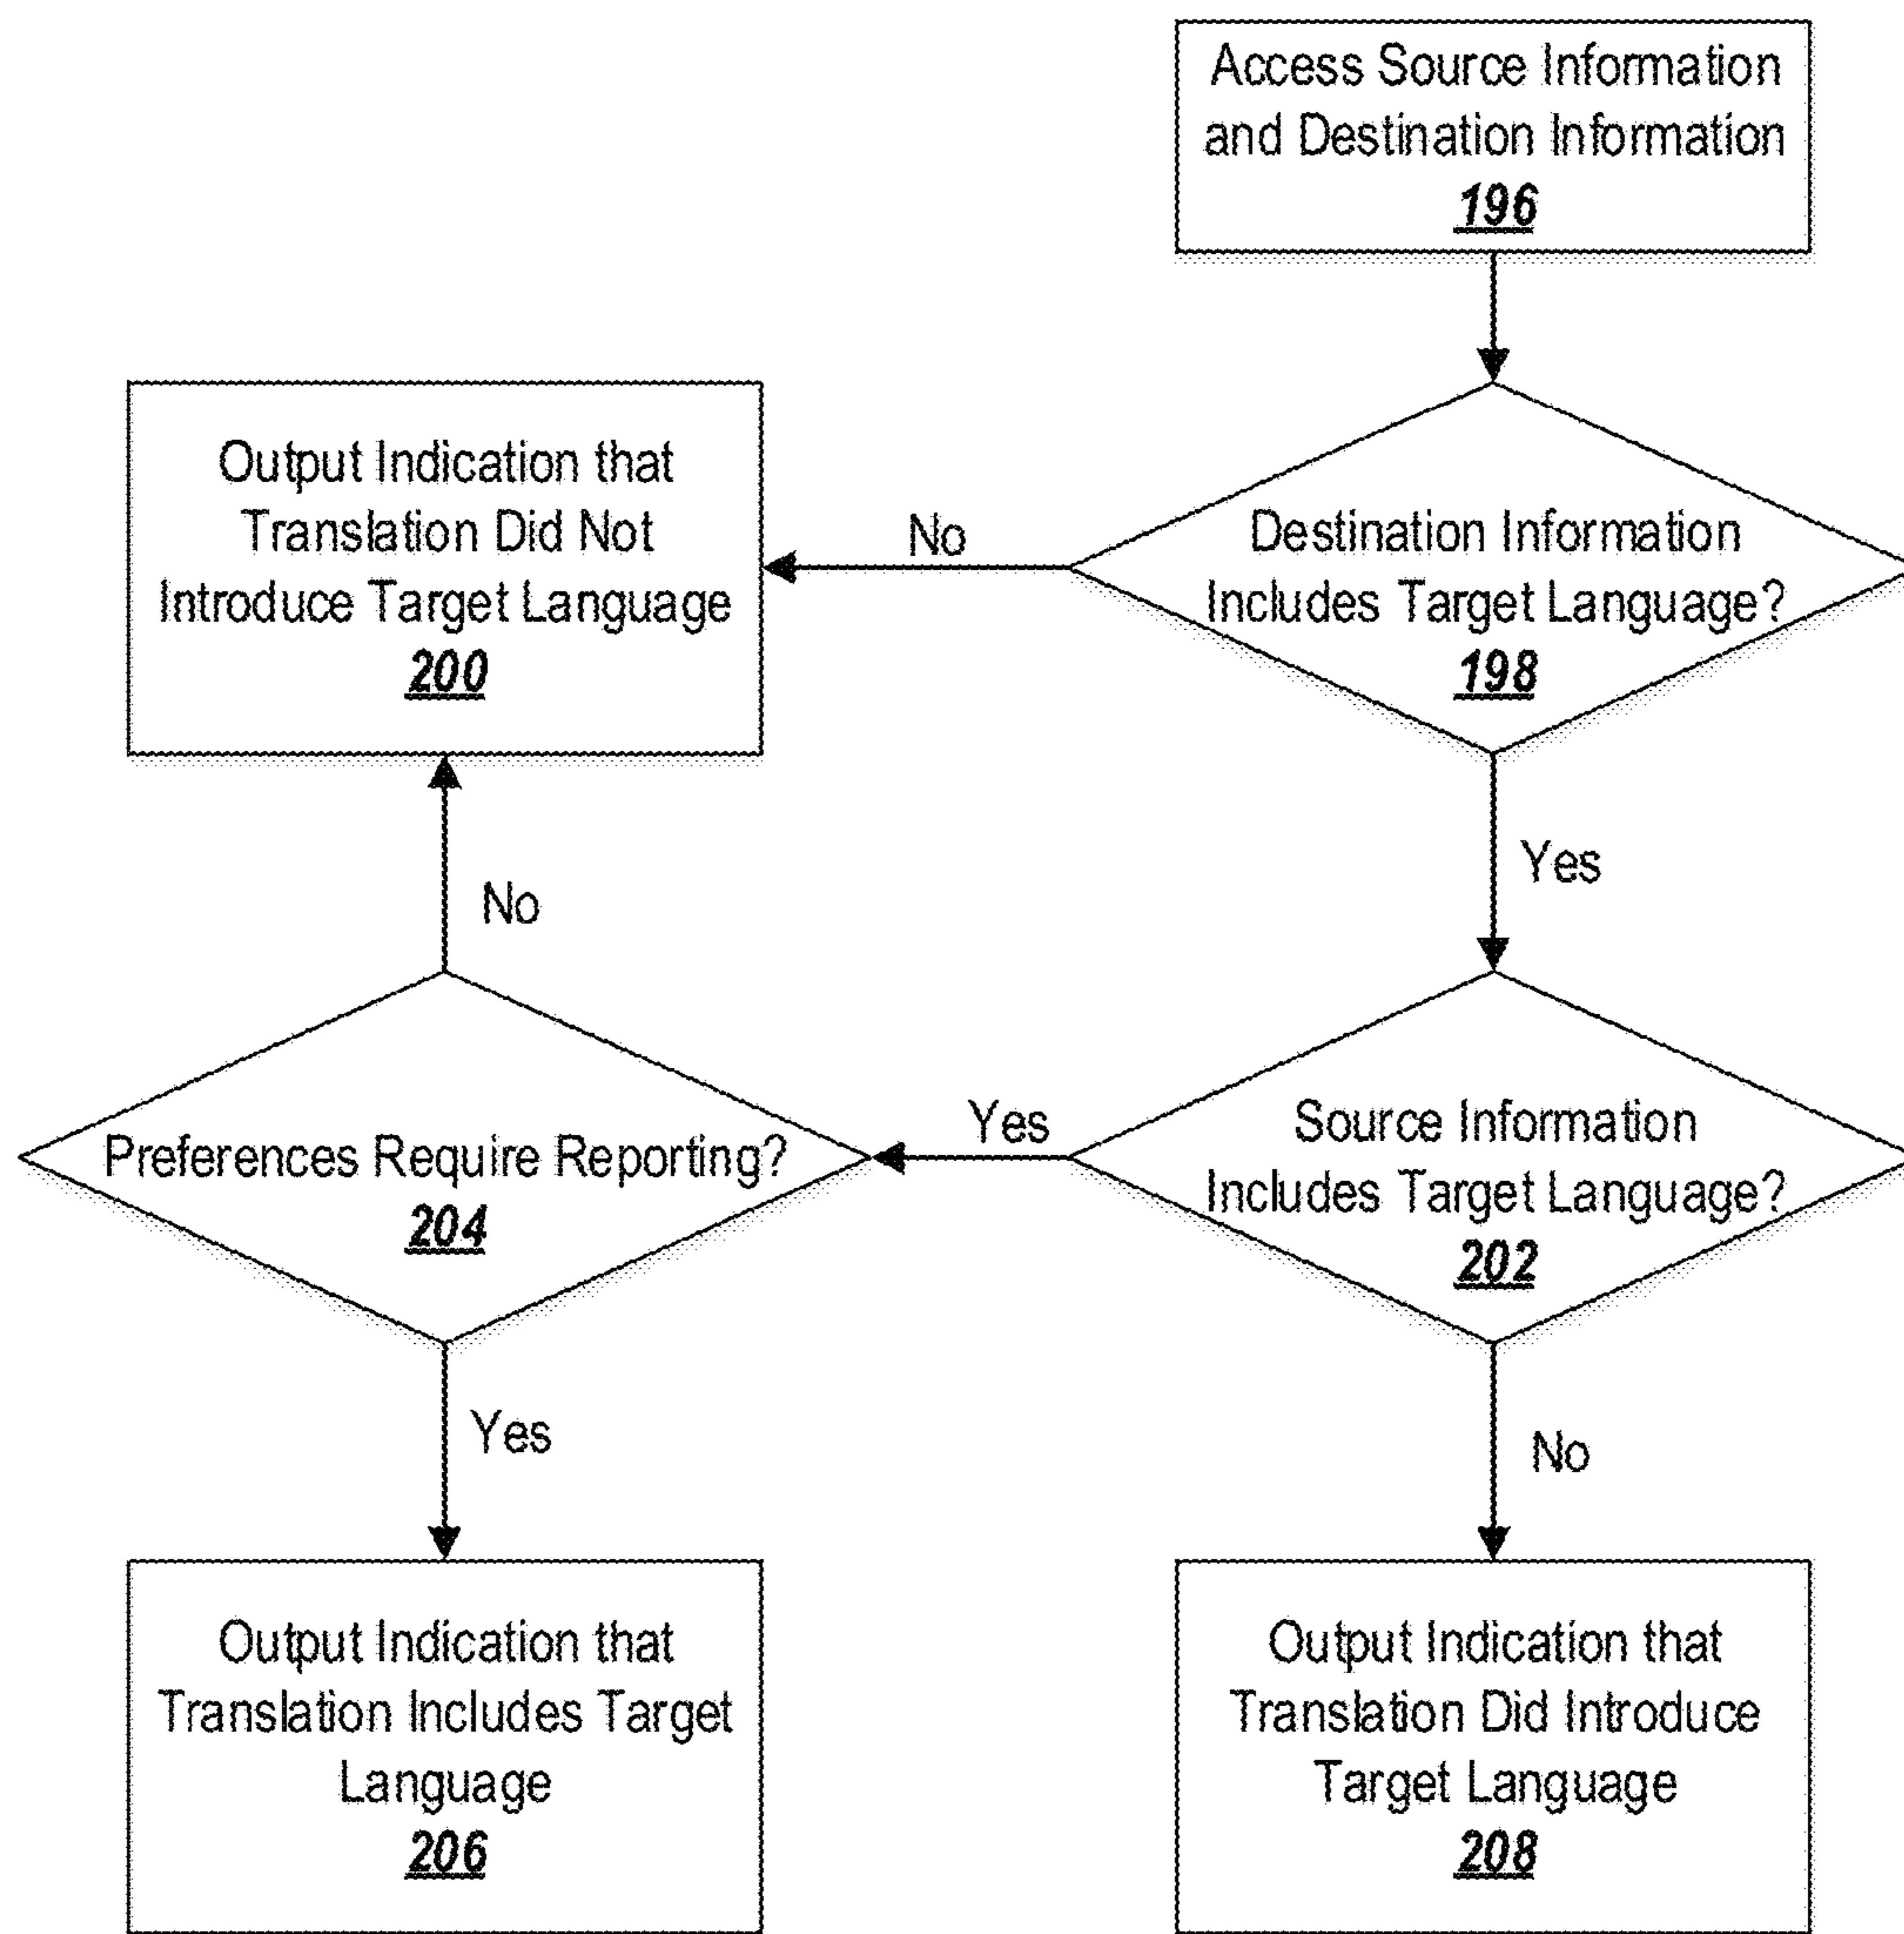 Access Source Information
and Destination Information
196
Output Indication that
Translation Did Not
Introduce Target Language
200
No
Destination Information
Includes Target Language?
198
Yes
No
Preferences Require Reporting?
204
Yes
Source Information
Includes Target Language?
202
Yes
No
Output Indication that
Translation Includes Target
Language
206
Output Indication that
Translation Did Introduce
Target Language
208